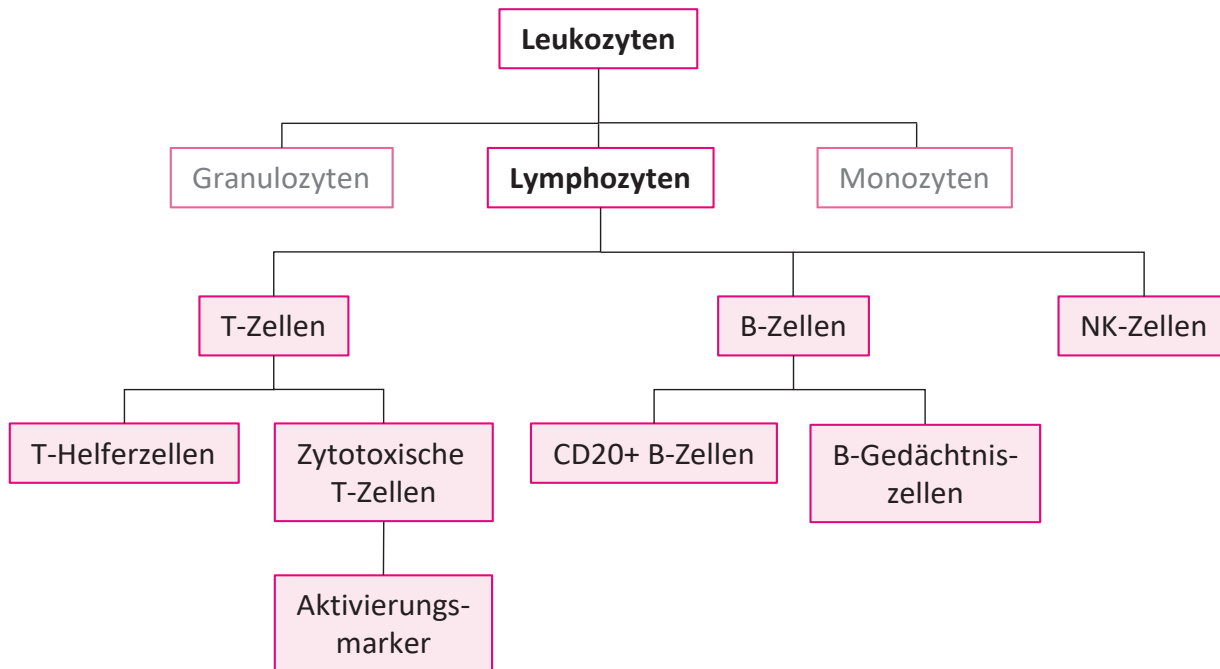 Leukozyten
Granulozyten
Lymphozyten
Monozyten
T-Zellen
B-Zellen
NK-Zellen
T-Helferzellen
Zytotoxische
T-Zellen
CD20+ B-Zellen
B-Gedächtnis-
zellen
Aktivierungs-
marker